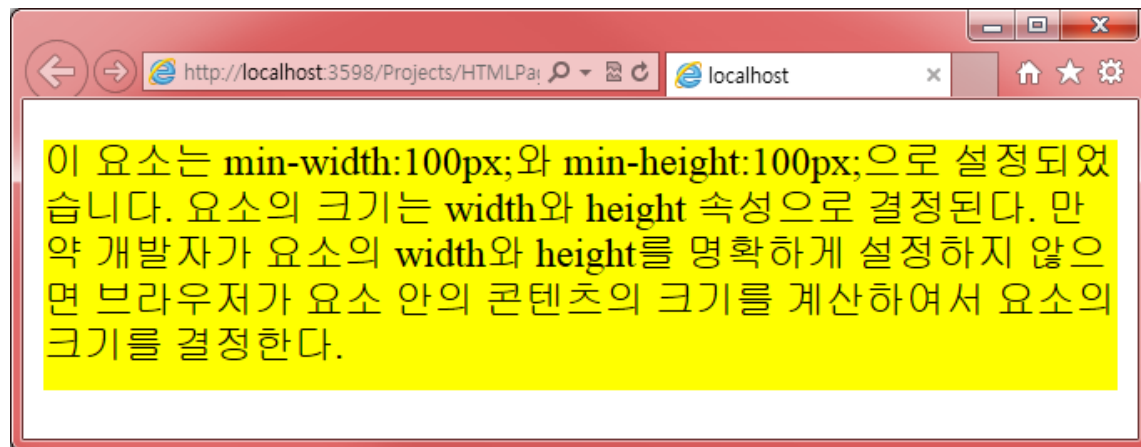 http://localhost:3598/Projects/HTMLPa
localhost
이 요소는 min-width:100px;와 min-height:100px;으로 설정되었
습니다. 요소의 크기는 width와 height 속성으로 결정된다. 만
약 개발자가 요소의 width와 height를 명확하게 설정하지 않으
면 브라우저가 요소 안의 콘텐츠의 크기를 계산하여서 요소의
크기를 결정한다.